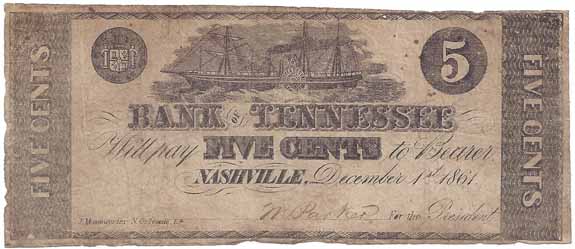 FIVE CENTS
5
BANK OF TENNESSEE
Will pay FIVE CENTS to Bearer
NASHVILLE, December 1st 1861
For the President
FIVE CENTS